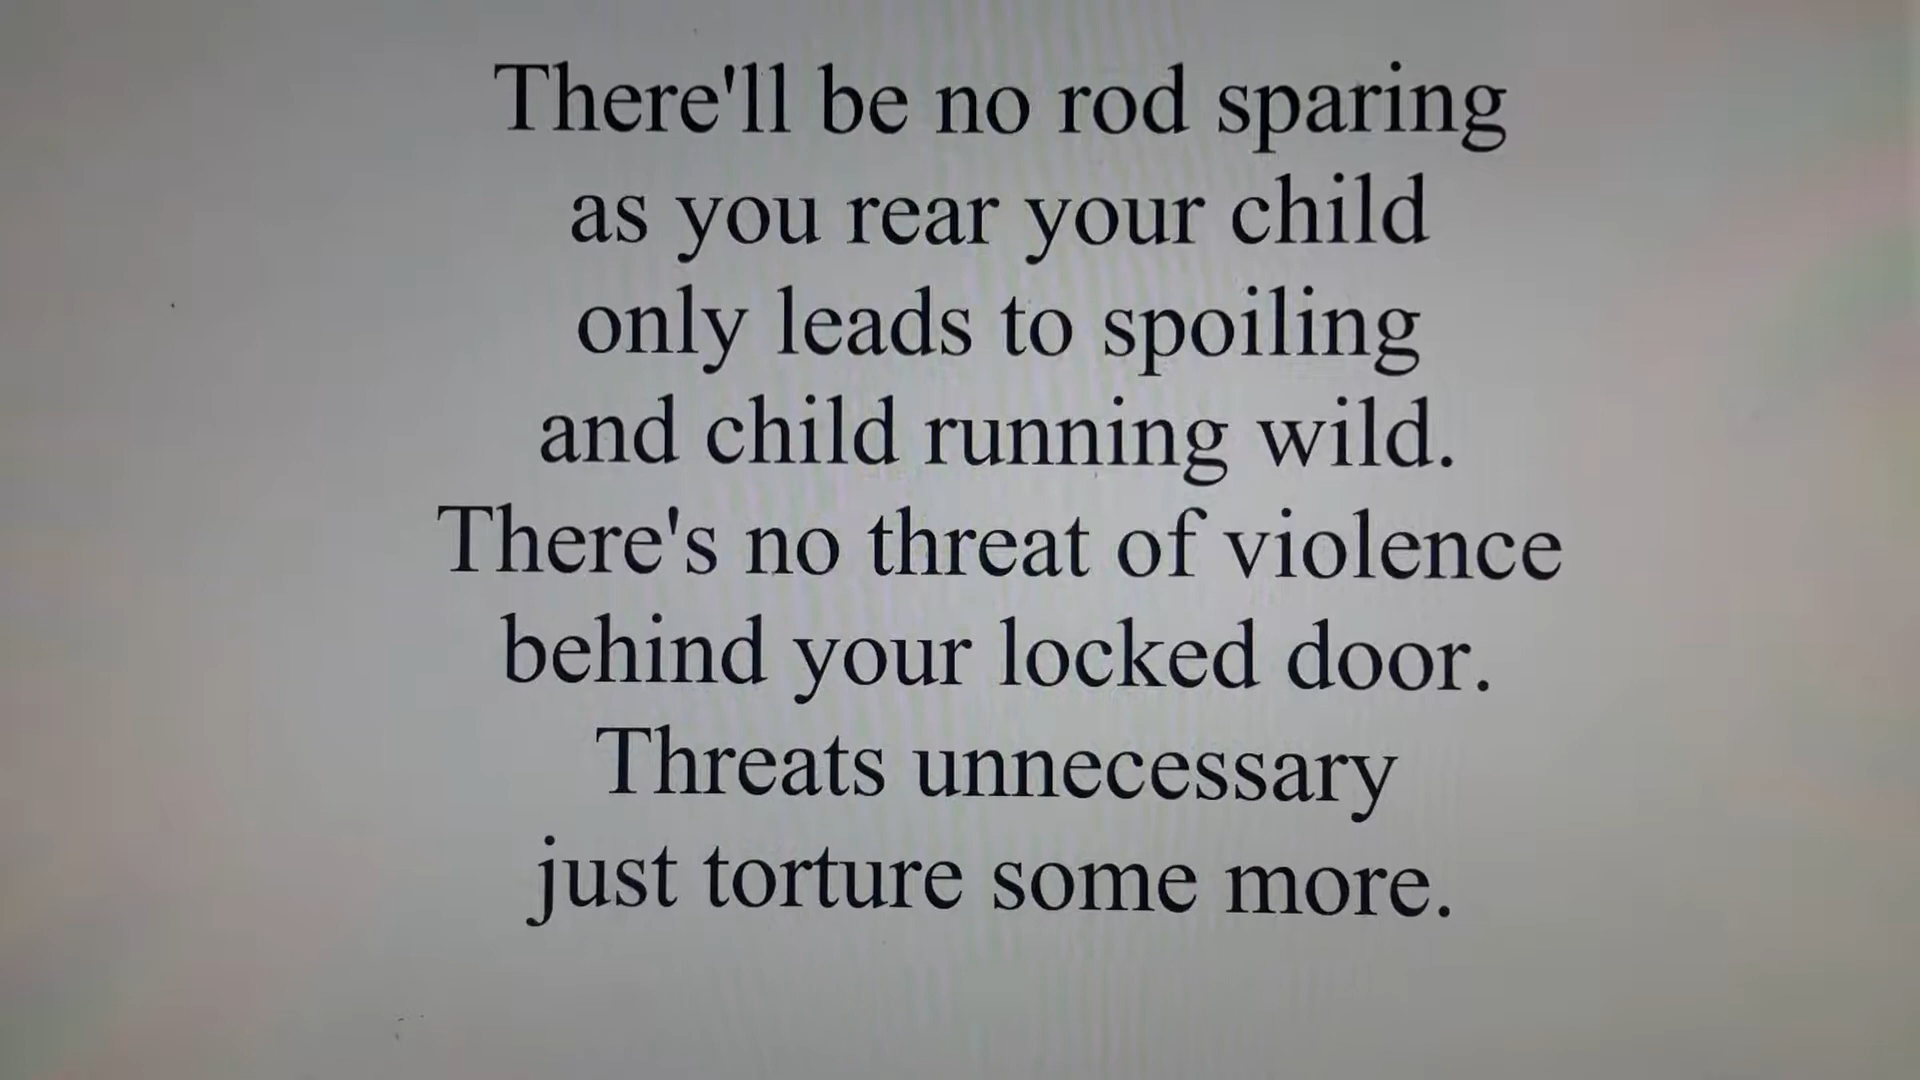 There'll be no rod sparing
as you rear your child
only leads to spoiling
and child running wild.
There's no threat of violence
behind your locked door.
Threats unnecessary
just torture some more.